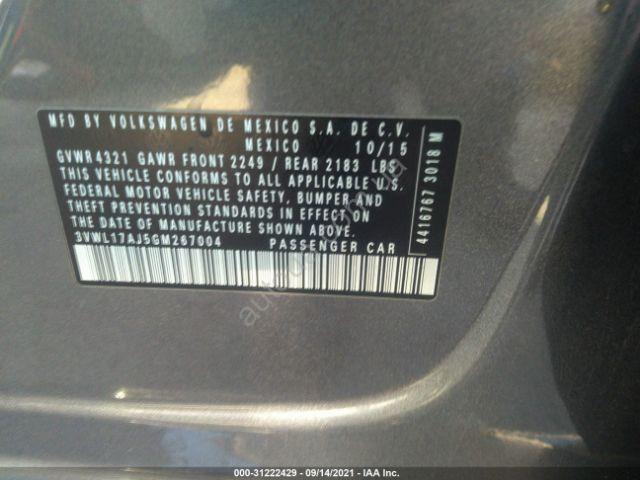 MFD BY VOLKSWAGEN DE MEXICO S.A. DE C.V.
MEXICO 10/15
GVWR 4321 GAWR FRONT 2249 / REAR 2183 LBS
THIS VEHICLE CONFORMS TO ALL APPLICABLE U.S.
FEDERAL MOTOR VEHICLE SAFETY, BUMPER AND
THEFT PREVENTION STANDARDS IN EFFECT ON
THE DATE OF MANUFACTURE SHOWN ABOVE.
3VWL17AJ5GM267004 PASSENGER CAR
4416767 3018 M
000-31222429 - 09/14/2021 - IAA Inc.